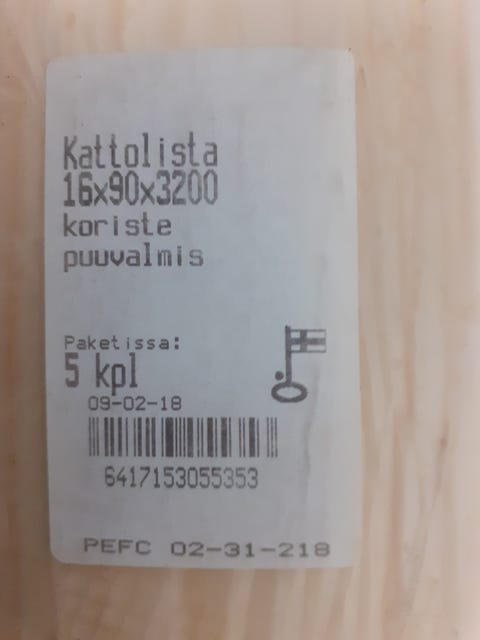 Kattolista
16x90x3200
koriste
puuvalmis
Paketissa:
5 kpl
09-02-18
6417153055353
PEFC 02-31-218